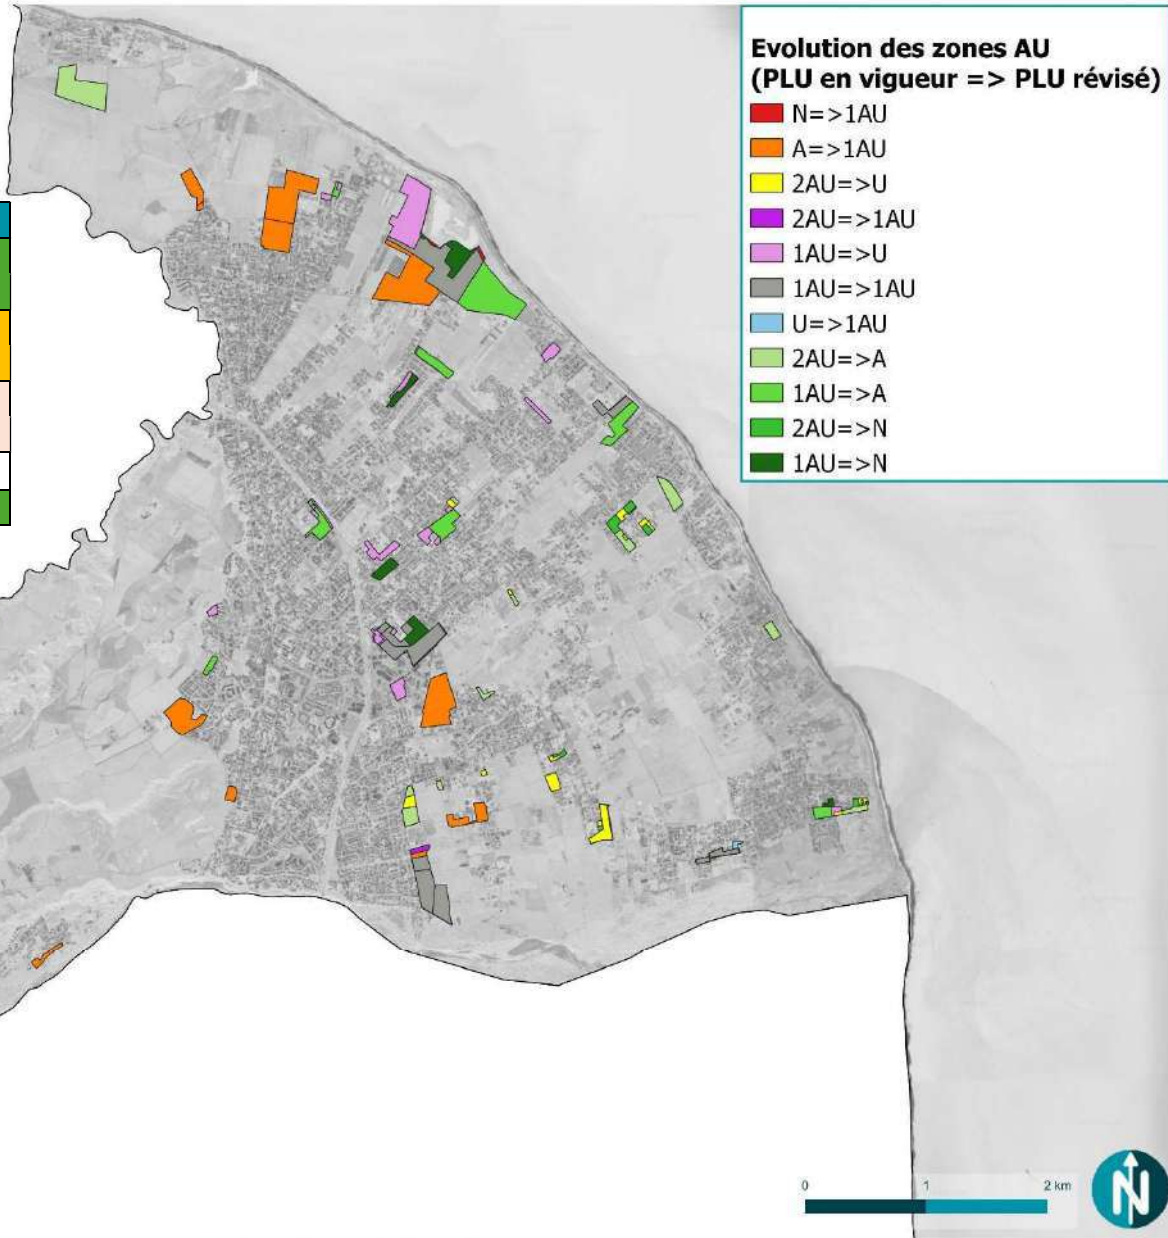 Evolution des zones AU
(PLU en vigueur => PLU révisé)
N=>1AU
A=>1AU
2AU=>U
2AU=>1AU
1AU=>U
1AU=>1AU
U=>1AU
2AU=>A
1AU=>A
2AU=>N
1AU=>N
0 1 2 km
N